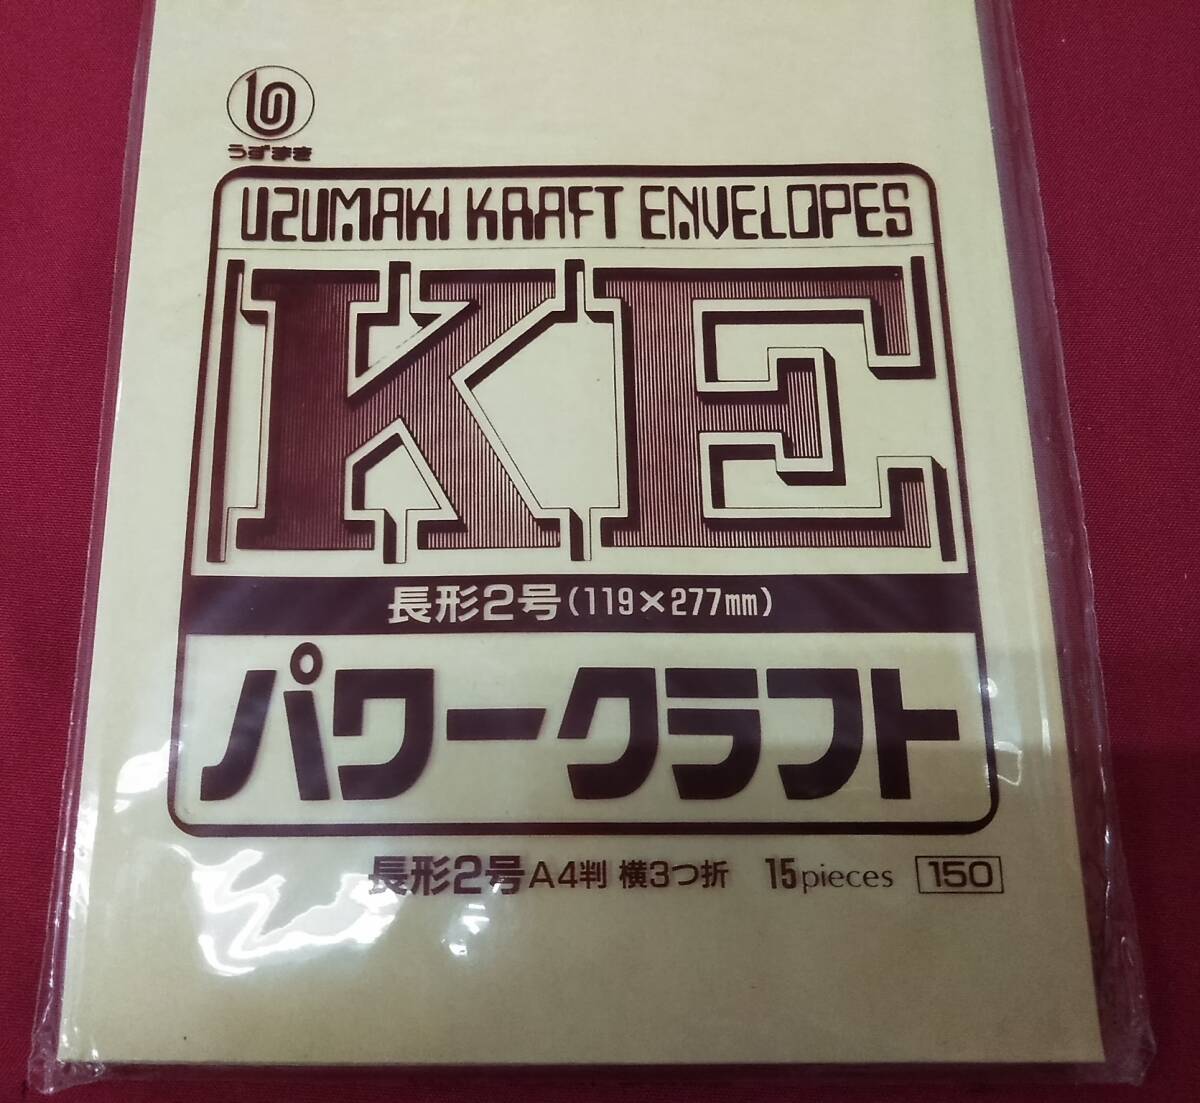 うずまき
UZUMAKI KRAFT ENVELOPES
KE
長形2号(119×277mm)
パワークラフト
長形2号 A4判 横3つ折 15pieces 150